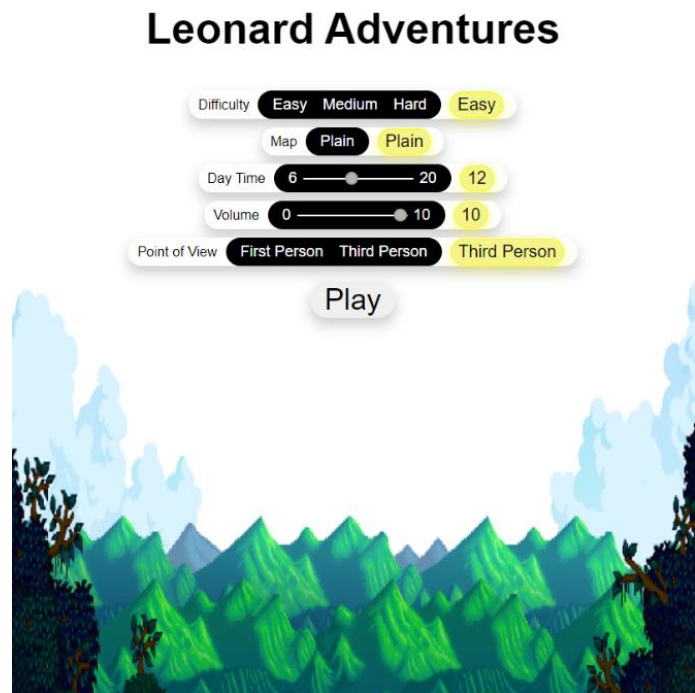 Leonard Adventures
Difficulty Easy Medium Hard Easy
Map Plain Plain
Day Time 6 20 12
Volume 0 10 10
Point of View First Person Third Person Third Person
Play